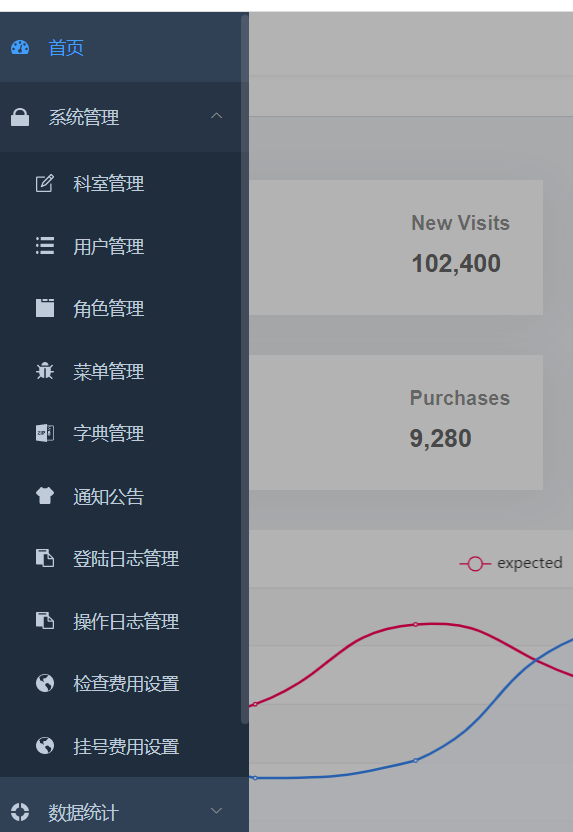 首页
系统管理
科室管理
用户管理
角色管理
菜单管理
字典管理
通知公告
登陆日志管理
操作日志管理
检查费用设置
挂号费用设置
数据统计
New Visits
102,400
Purchases
9,280
expected